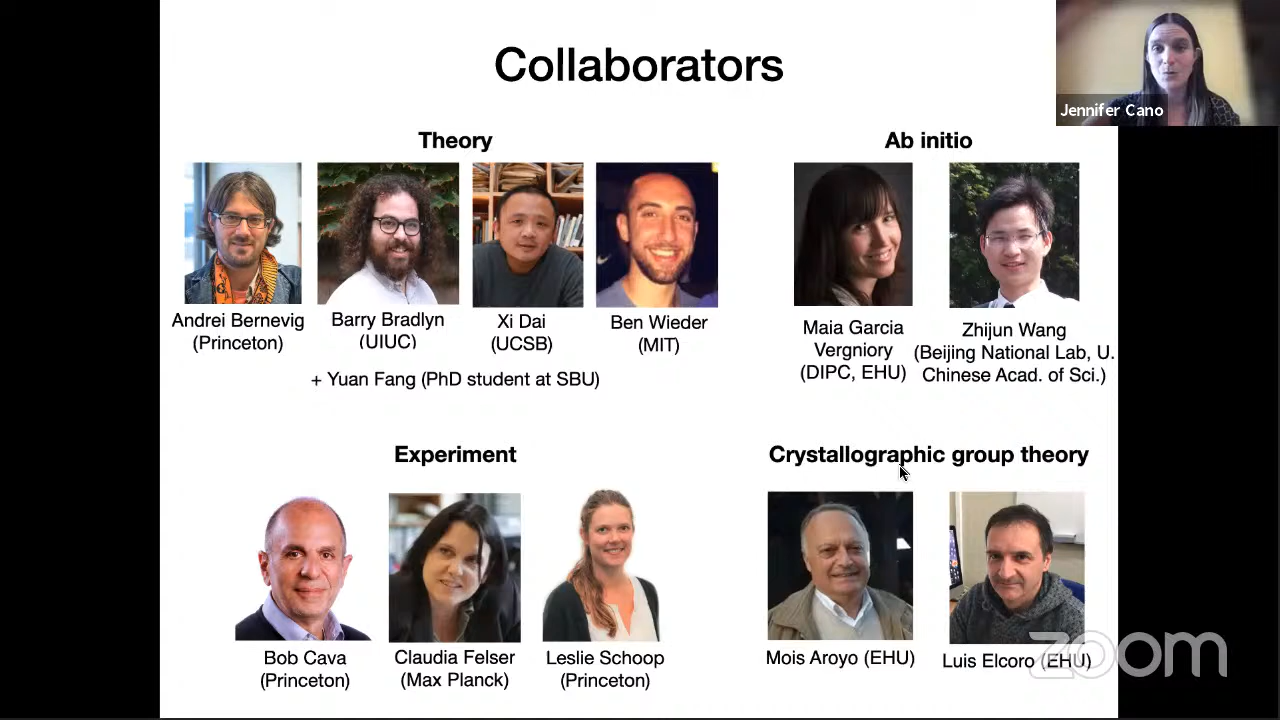 Collaborators
Jennifer Cano
Theory
Ab initio
Andrei Bernevig
(Princeton)
Barry Bradlyn
(UIUC)
Xi Dai
(UCSB)
Ben Wieder
(MIT)
Maia Garcia
Vergniory
(DIPC, EHU)
Zhijun Wang
(Beijing National Lab, U.
Chinese Acad. of Sci.)
+ Yuan Fang (PhD student at SBU)
Experiment
Crystallographic group theory
Bob Cava
(Princeton)
Claudia Felser
(Max Planck)
Leslie Schoop
(Princeton)
Mois Aroyo (EHU)
Luis Elcoro (EHU)
zoom